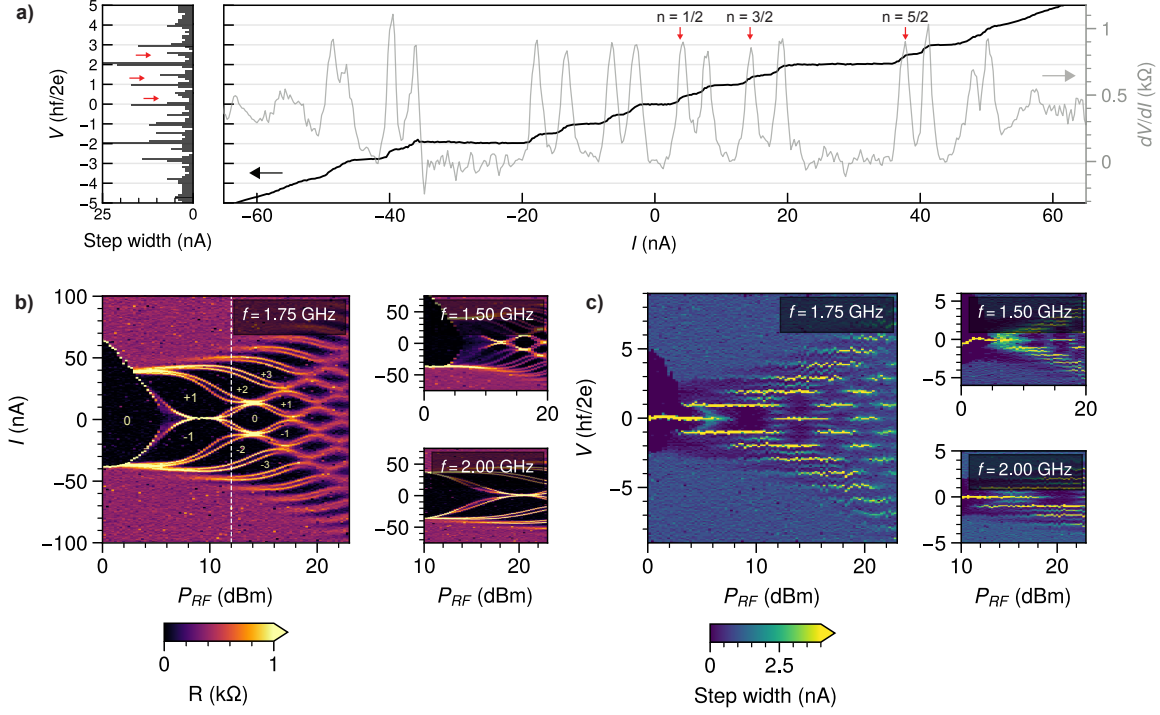 a)
5
4
3
2
1
0
-1
-2
-3
-4
-5
V (hf/2e)
25
0
Step width (nA)
n = 1/2
n = 3/2
n = 5/2
−60
−40
−20
0
20
40
60
I (nA)
1
0.5
0
dV/dI (kΩ)
b)
100
50
0
−50
−100
I (nA)
f = 1.75 GHz
0
+1
-1
+2
-2
+3
-3
0
+1
-1
0
10
20
P_RF (dBm)
0
1
R (kΩ)
f = 1.50 GHz
50
0
−50
0
20
f = 2.00 GHz
50
0
−50
10
20
P_RF (dBm)
c)
V (hf/2e)
5
0
−5
f = 1.75 GHz
0
10
20
P_RF (dBm)
0
2.5
Step width (nA)
f = 1.50 GHz
5
0
−5
0
20
f = 2.00 GHz
5
0
−5
10
20
P_RF (dBm)